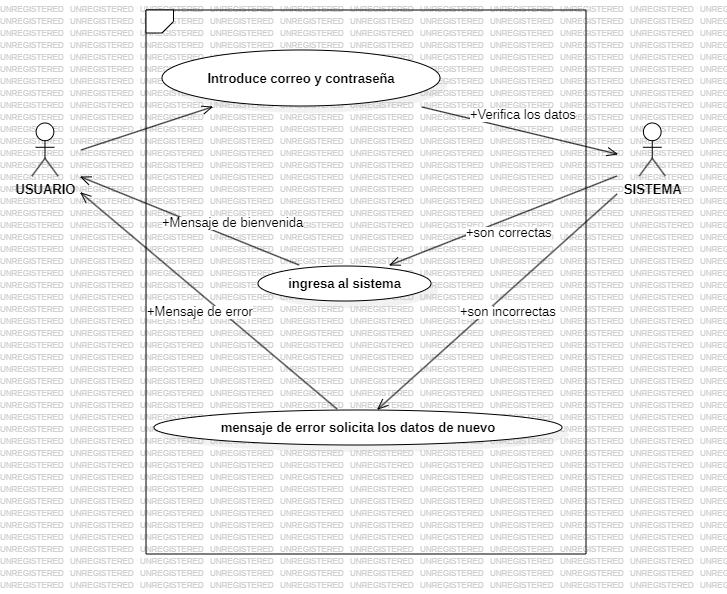 Introduce correo y contraseña
+Verifica los datos
USUARIO
SISTEMA
+Mensaje de bienvenida
+son correctas
ingresa al sistema
+Mensaje de error
+son incorrectas
mensaje de error solicita los datos de nuevo
UNREGISTERED